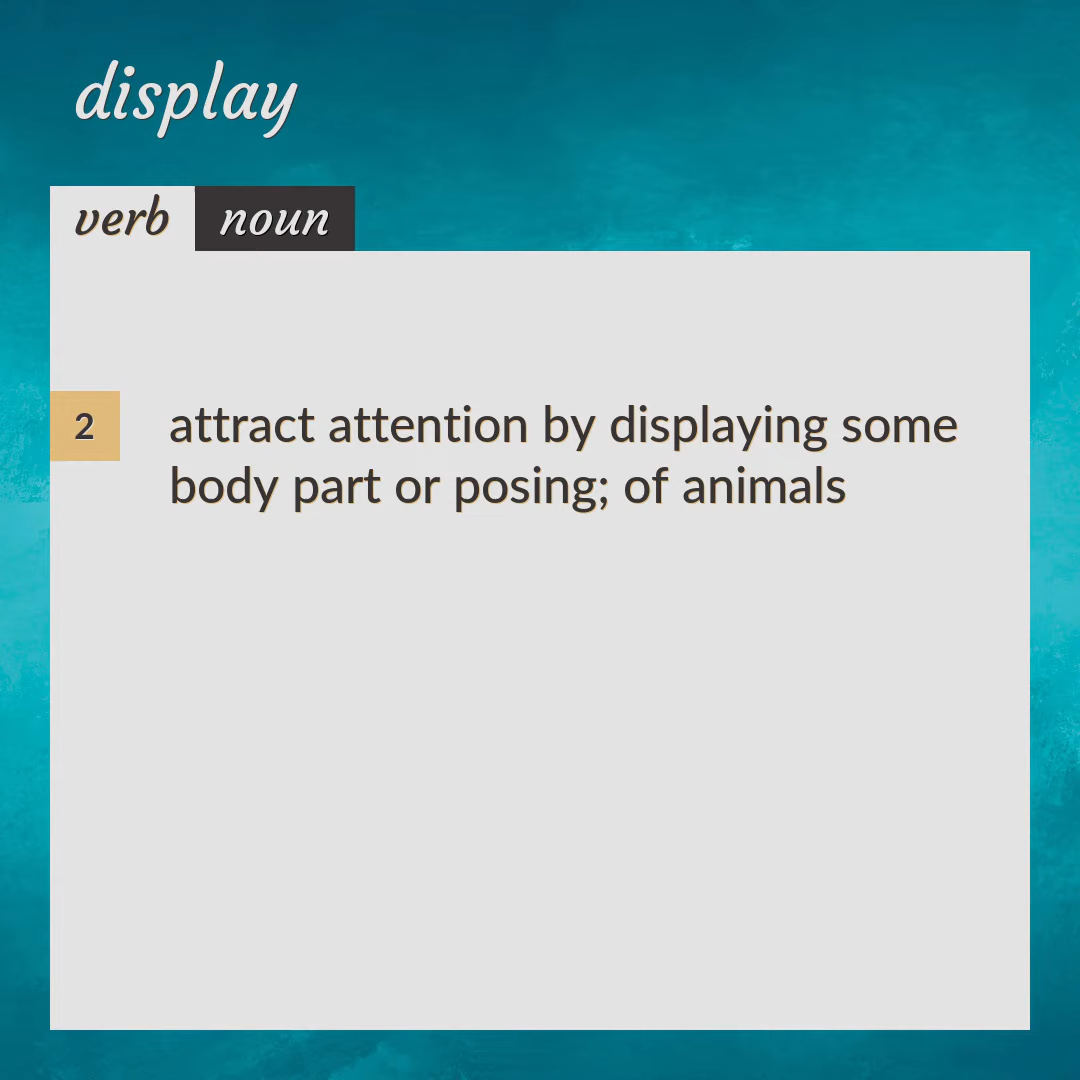 display
verb noun
2 attract attention by displaying some
body part or posing; of animals